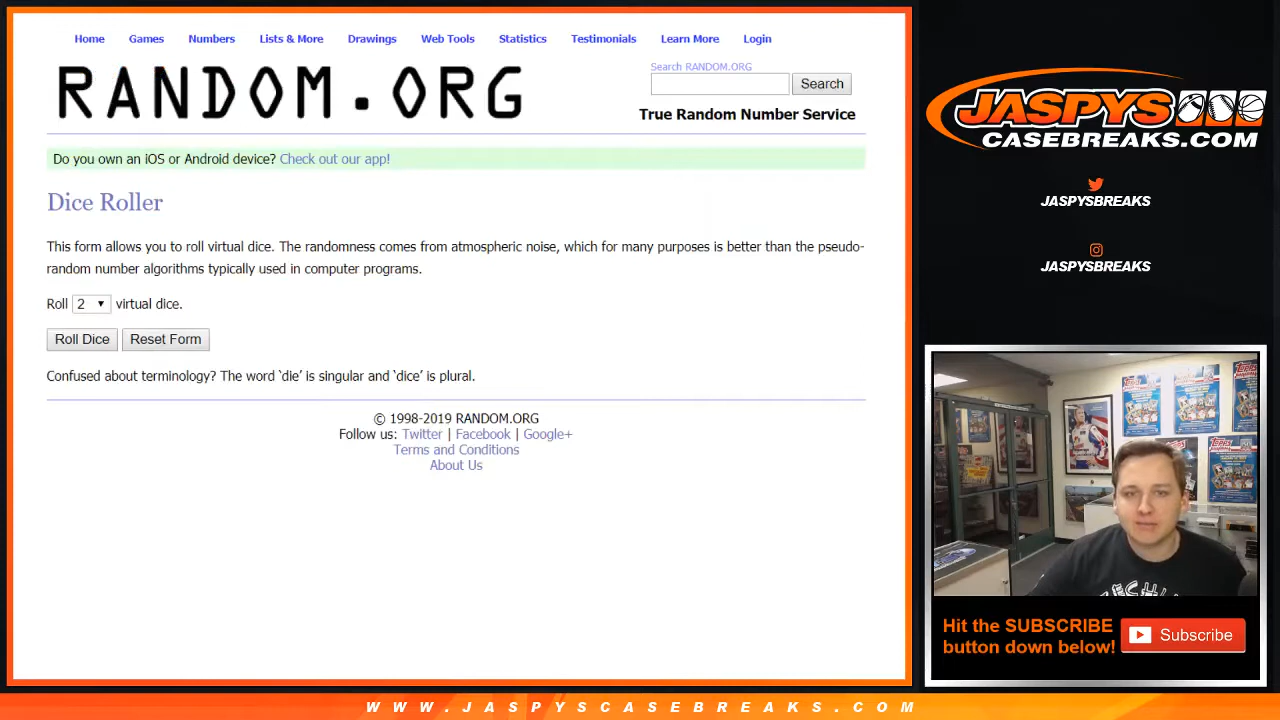 Home Games Numbers Lists & More Drawings Web Tools Statistics Testimonials Learn More Login
RANDOM.ORG
Search RANDOM.ORG
Search
True Random Number Service
Do you own an iOS or Android device? Check out our app!
Dice Roller
This form allows you to roll virtual dice. The randomness comes from atmospheric noise, which for many purposes is better than the pseudo-
random number algorithms typically used in computer programs.
Roll 2 virtual dice.
Roll Dice Reset Form
Confused about terminology? The word ‘die’ is singular and ‘dice’ is plural.
© 1998-2019 RANDOM.ORG
Follow us: Twitter | Facebook | Google+
Terms and Conditions
About Us
JASPYS
CASEBREAKS.COM
JASPYSBREAKS
JASPYSBREAKS
TOPPS
Hit the SUBSCRIBE
button down below!
Subscribe
WWW.JASPYSCASEBREAKS.COM